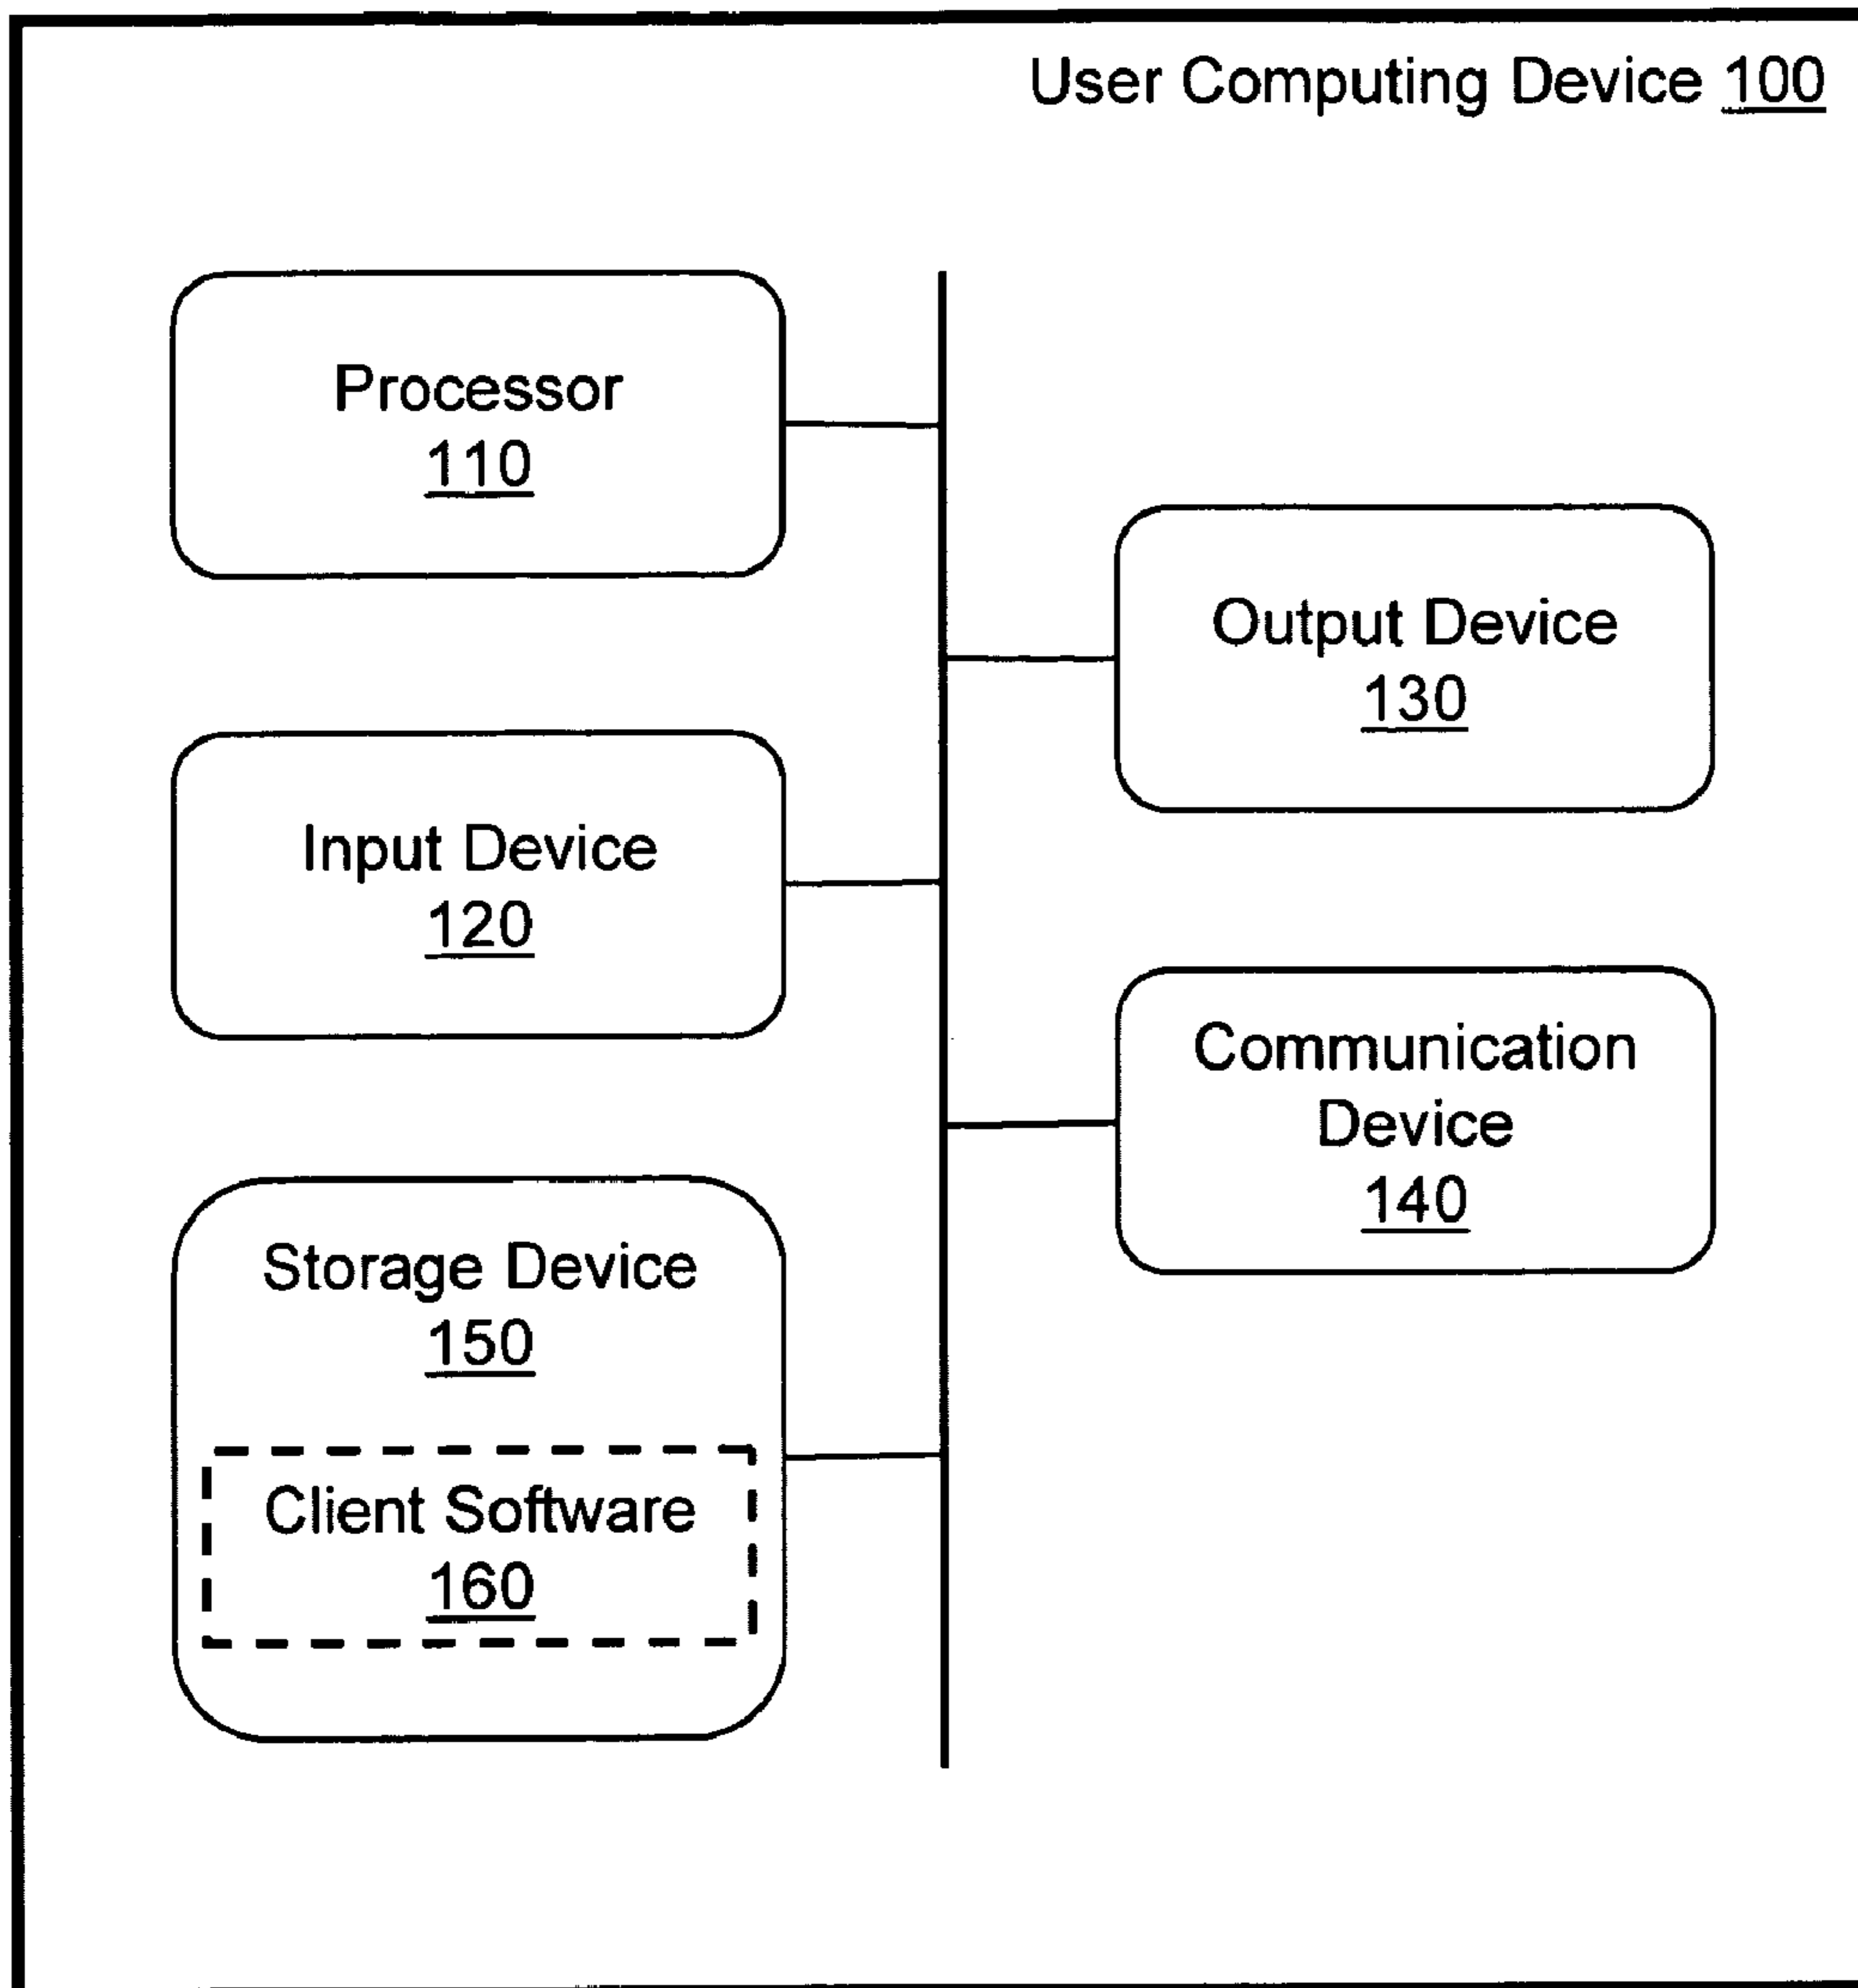 User Computing Device 100
Processor
110
Output Device
130
Input Device
120
Communication
Device
140
Storage Device
150
Client Software
160